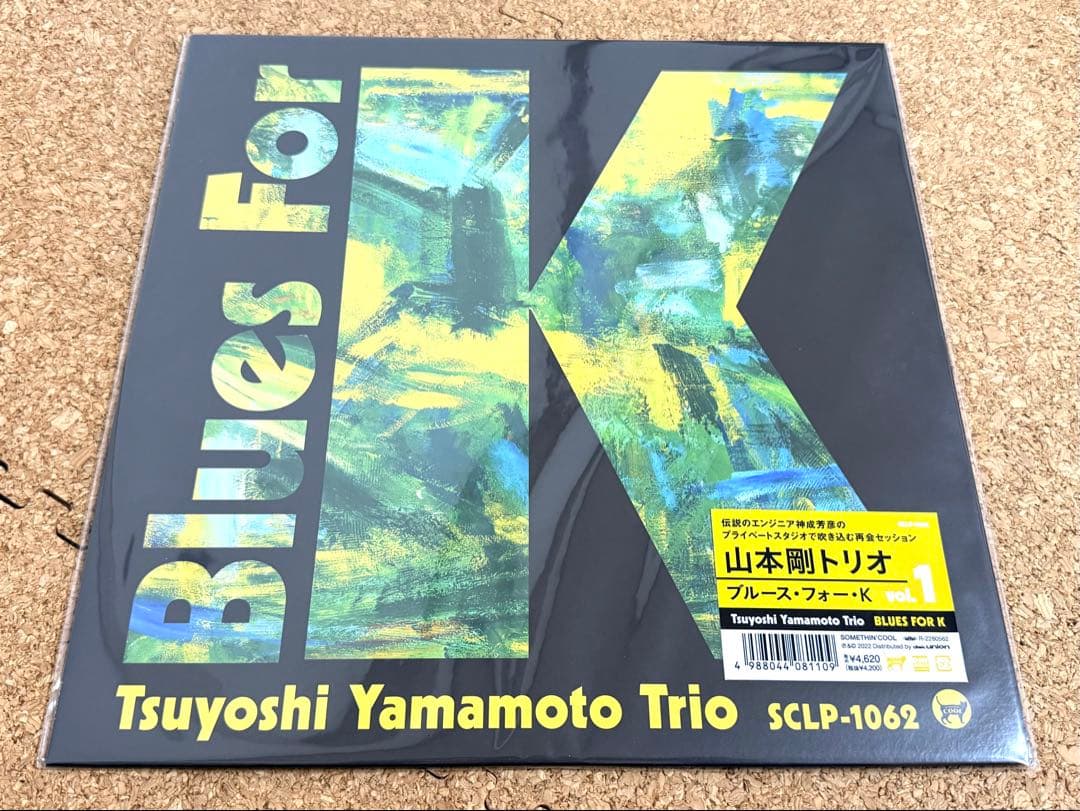 Blues For
K
Tsuyoshi Yamamoto Trio SCLP-1062
COOL
伝説のエンジニア神成芳彦の
プライベートスタジオで吹き込む再会セッション
山本剛トリオ
ブルース・フォー・K vol.1
Tsuyoshi Yamamoto Trio BLUES FOR K
SOMETHIN'COOL R-2280562
℗&© 2022 Distributed by disk union
4 988044 081109
¥4,620
(税抜¥4,200)